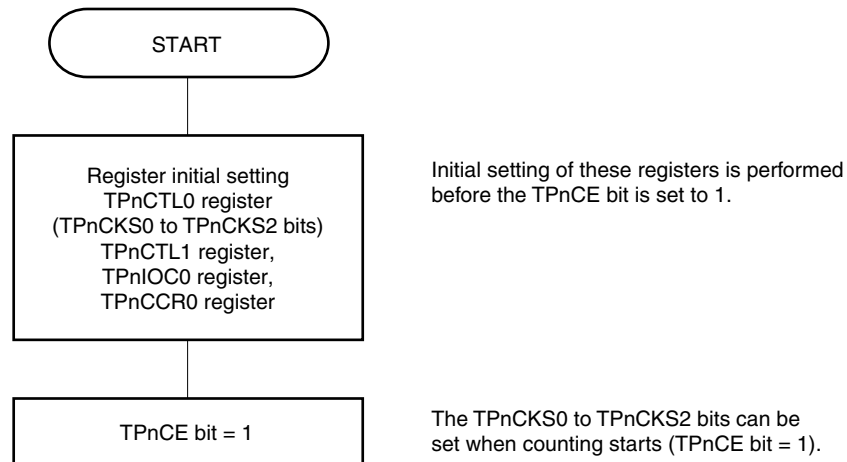 START
Register initial setting
TPnCTL0 register
(TPnCKS0 to TPnCKS2 bits)
TPnCTL1 register,
TPnIOC0 register,
TPnCCR0 register
Initial setting of these registers is performed
before the TPnCE bit is set to 1.
TPnCE bit = 1
The TPnCKS0 to TPnCKS2 bits can be
set when counting starts (TPnCE bit = 1).